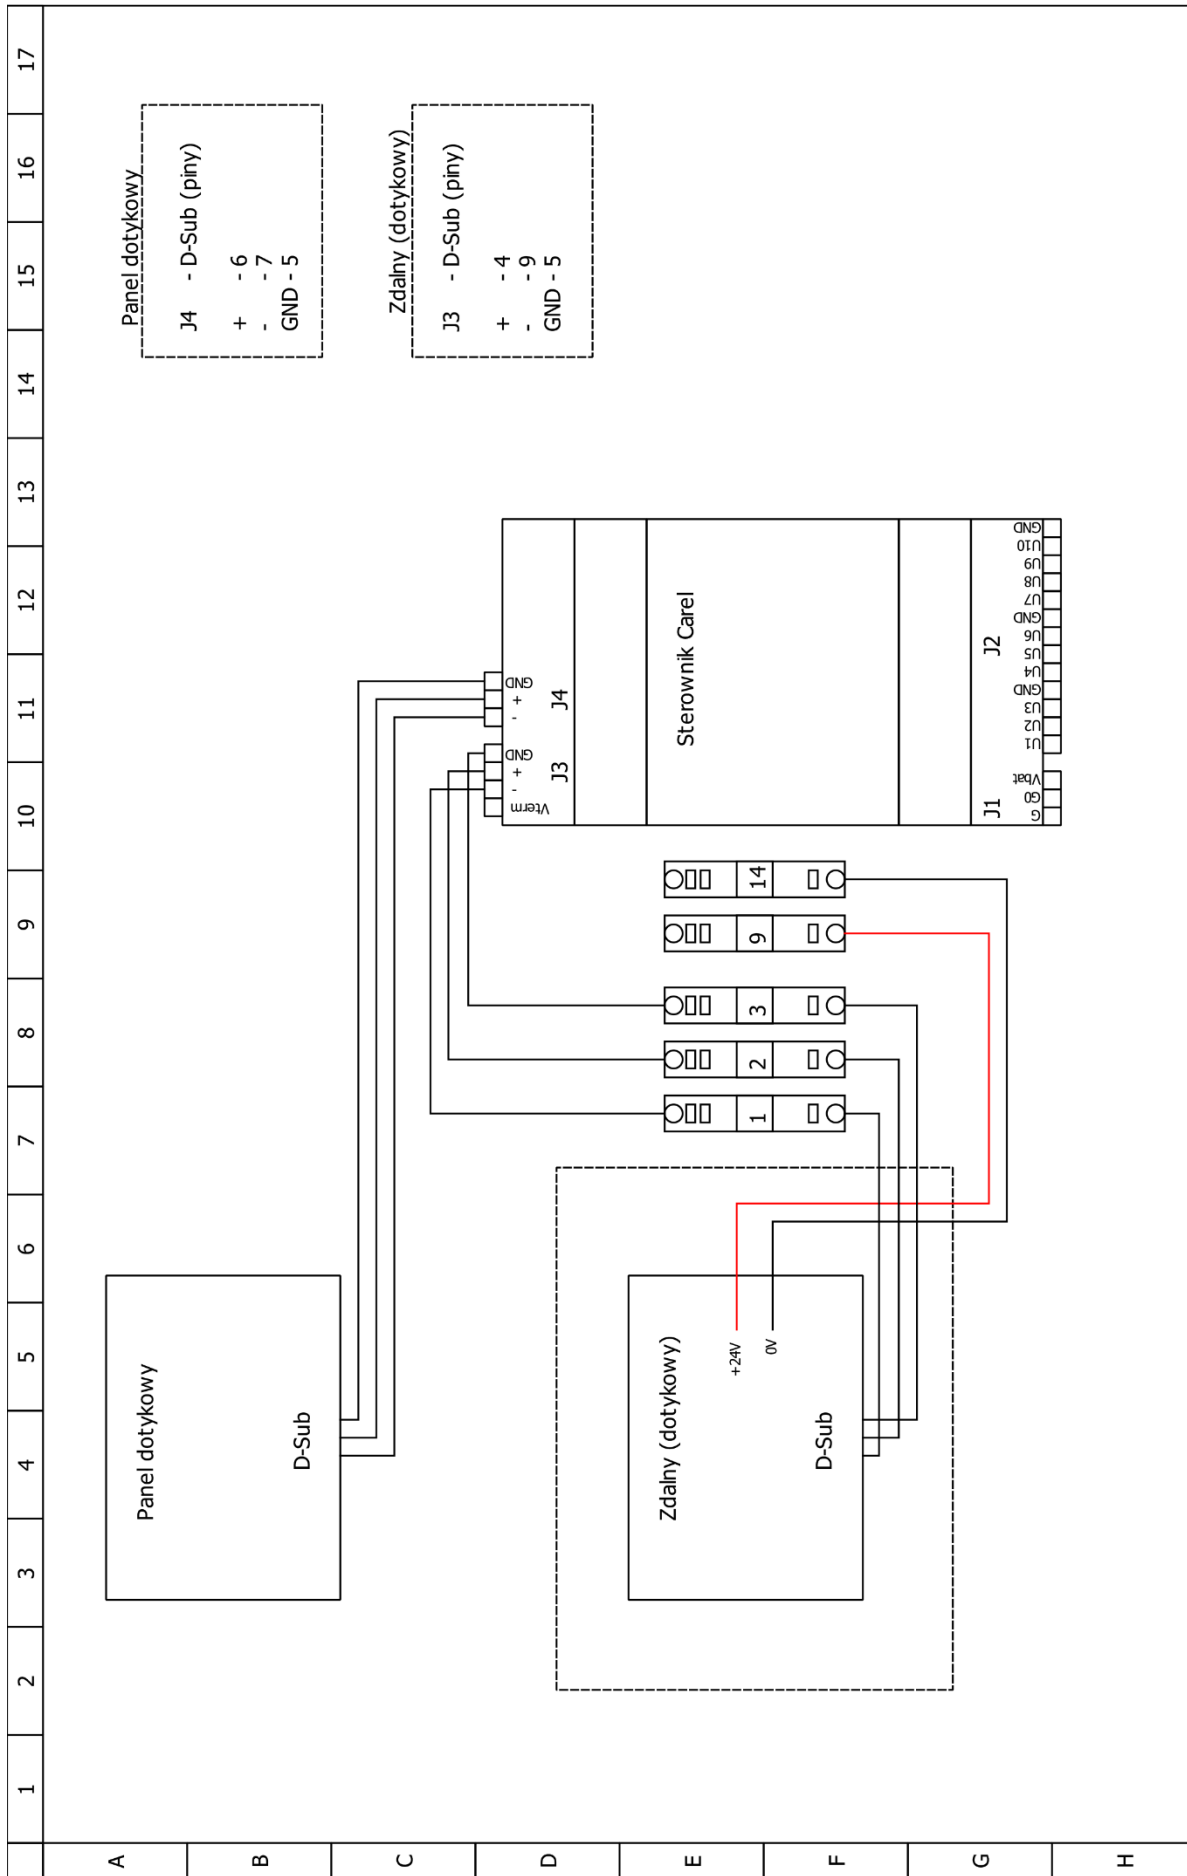 1 2 3 4 5 6 7 8 9 10 11 12 13 14 15 16 17
A
B
C
D
E
F
G
H
Panel dotykowy
D-Sub
Panel dotykowy
J4 - D-Sub (piny)
+ - 6
- - 7
GND - 5
Zdalny (dotykowy)
J3 - D-Sub (piny)
+ - 4
- - 9
GND - 5
Vterm - + GND
- + GND
J3 J4
Sterownik Carel
J1 J2
G G0 Vbat
U1 U2 U3 GND U4 U5 U6 GND U7 U8 U9 U10 GND
1 2 3 9 14
Zdalny (dotykowy)
+24V
0V
D-Sub